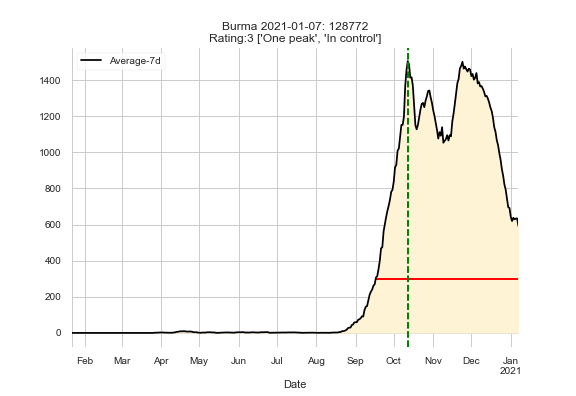 Burma 2021-01-07: 128772
Rating:3 ['One peak', 'In control']
Average-7d
1400
1200
1000
800
600
400
200
0
Feb Mar Apr May Jun Jul Aug Sep Oct Nov Dec Jan
2021
Date